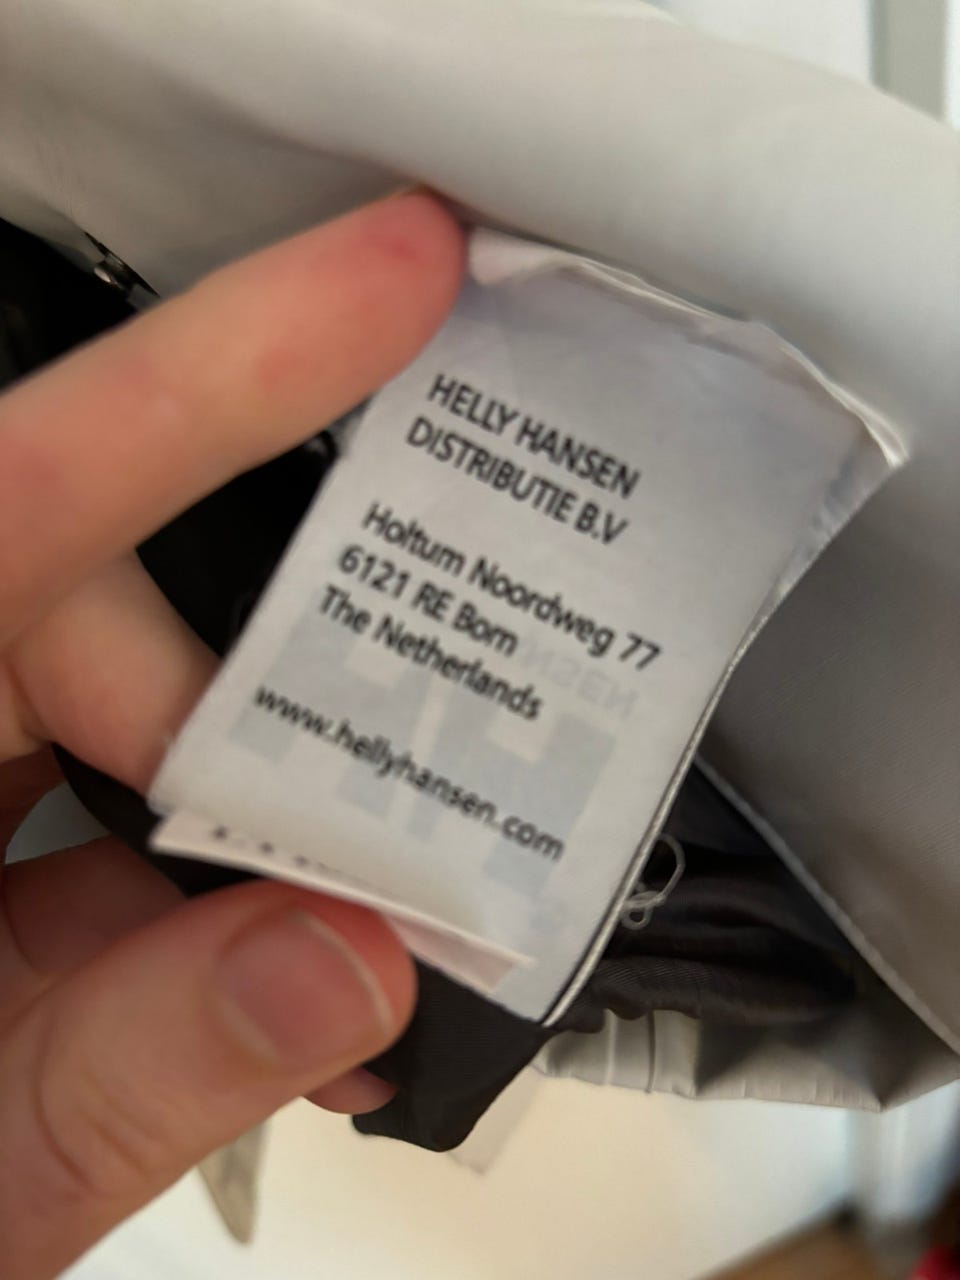 HELLY HANSEN
DISTRIBUTIE B.V
Holtum Noordweg 77
6121 RE Born
The Netherlands
www.hellyhansen.com